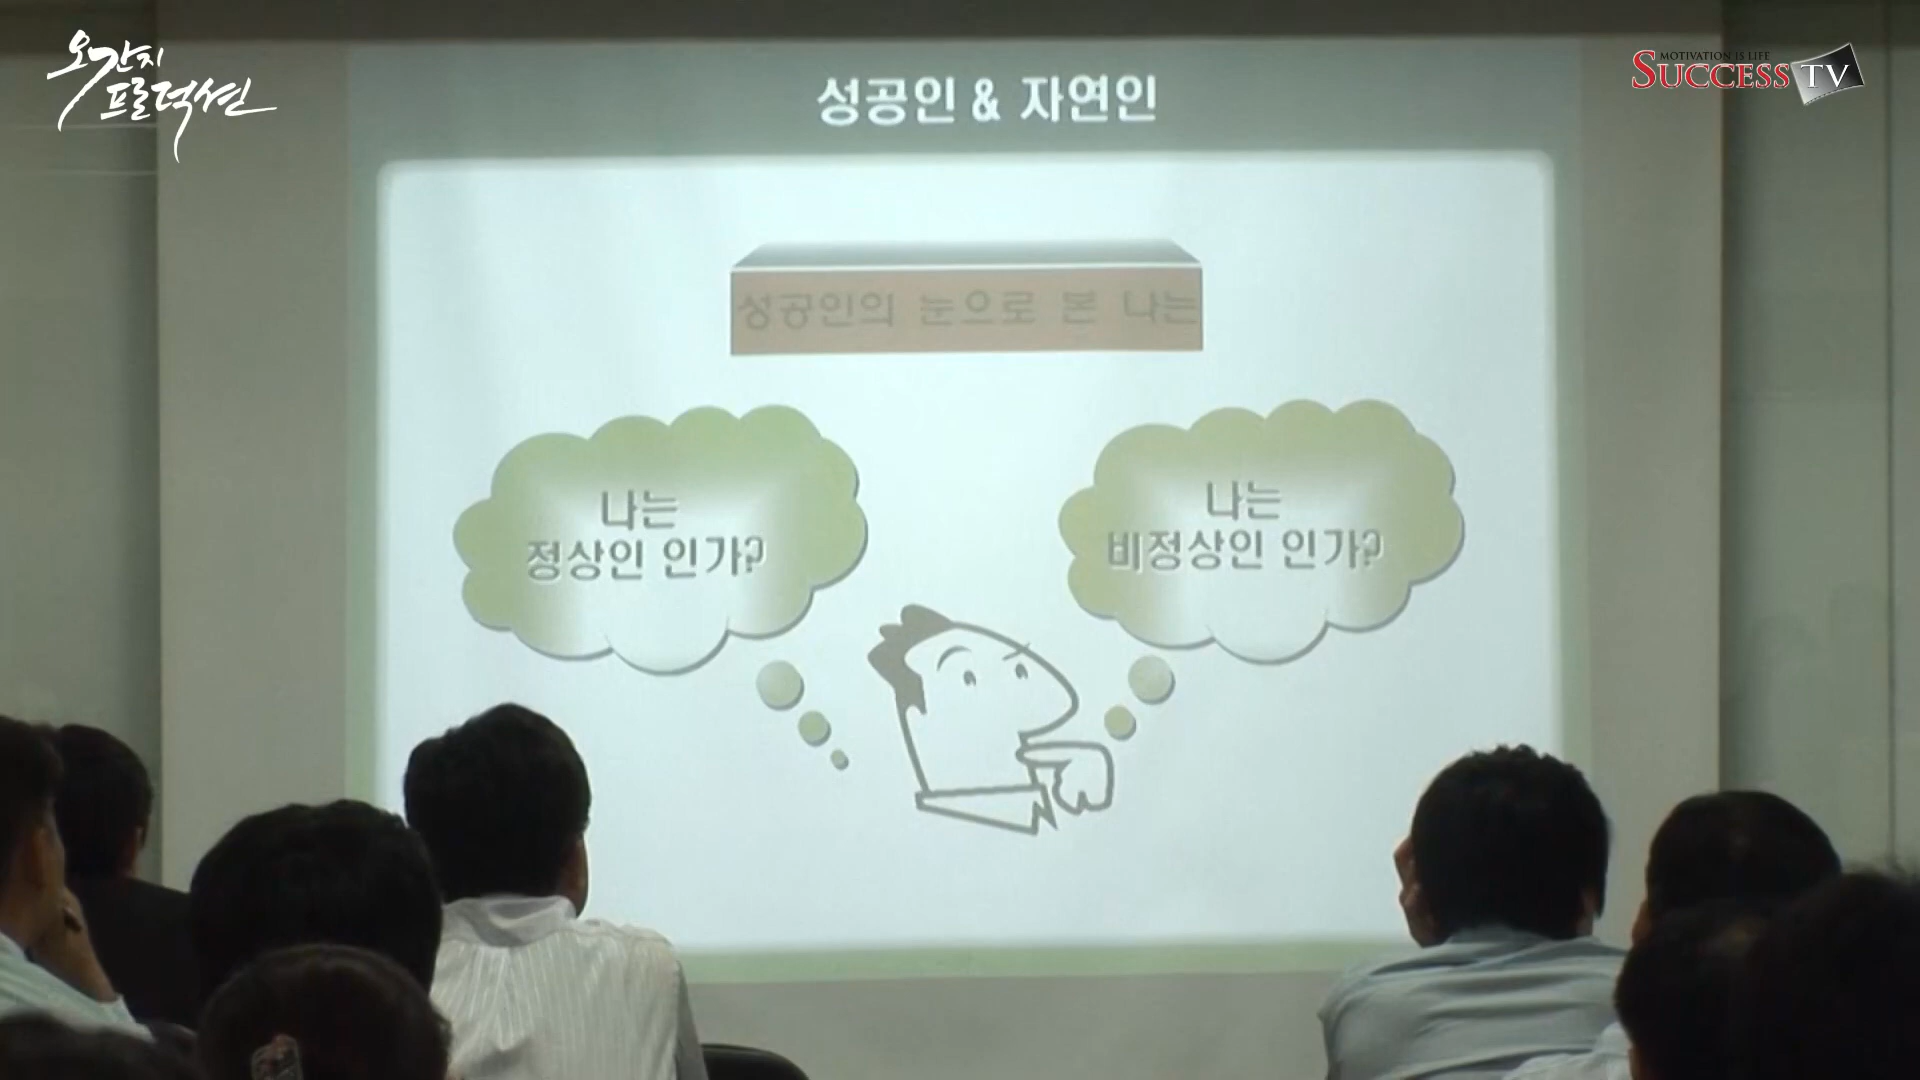 오간지
프로덕션
MOTIVATION IS LIFE
SUCCESS TV
성공인 & 자연인
성공인의 눈으로 본 나는
나는
정상인 인가?
나는
비정상인 인가?